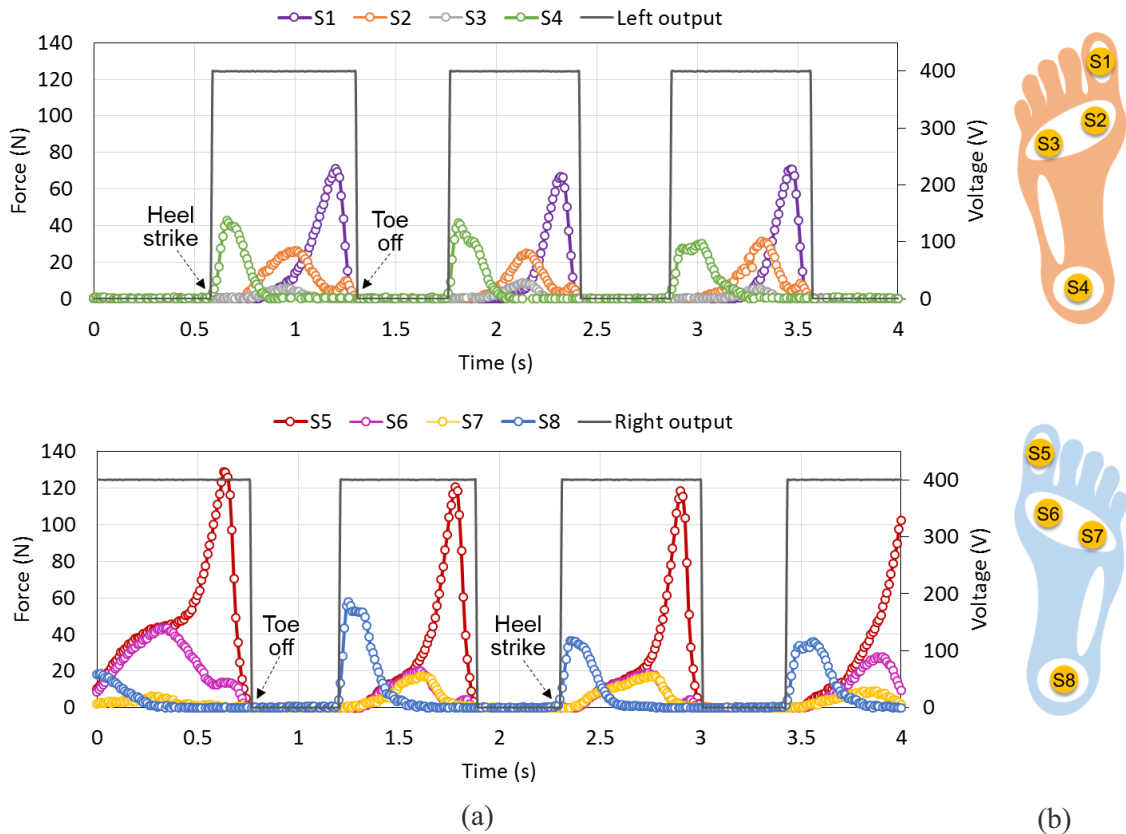 S1 S2 S3 S4 Left output
140
120
100
80
60
40
20
0
Force (N)
Heel
strike
Toe
off
400
300
200
100
0
Voltage (V)
0 0.5 1 1.5 2 2.5 3 3.5 4
Time (s)
S1
S2
S3
S4
S5 S6 S7 S8 Right output
140
120
100
80
60
40
20
0
Force (N)
Toe
off
Heel
strike
400
300
200
100
0
Voltage (V)
0 0.5 1 1.5 2 2.5 3 3.5 4
Time (s)
S5
S6
S7
S8
(a) (b)